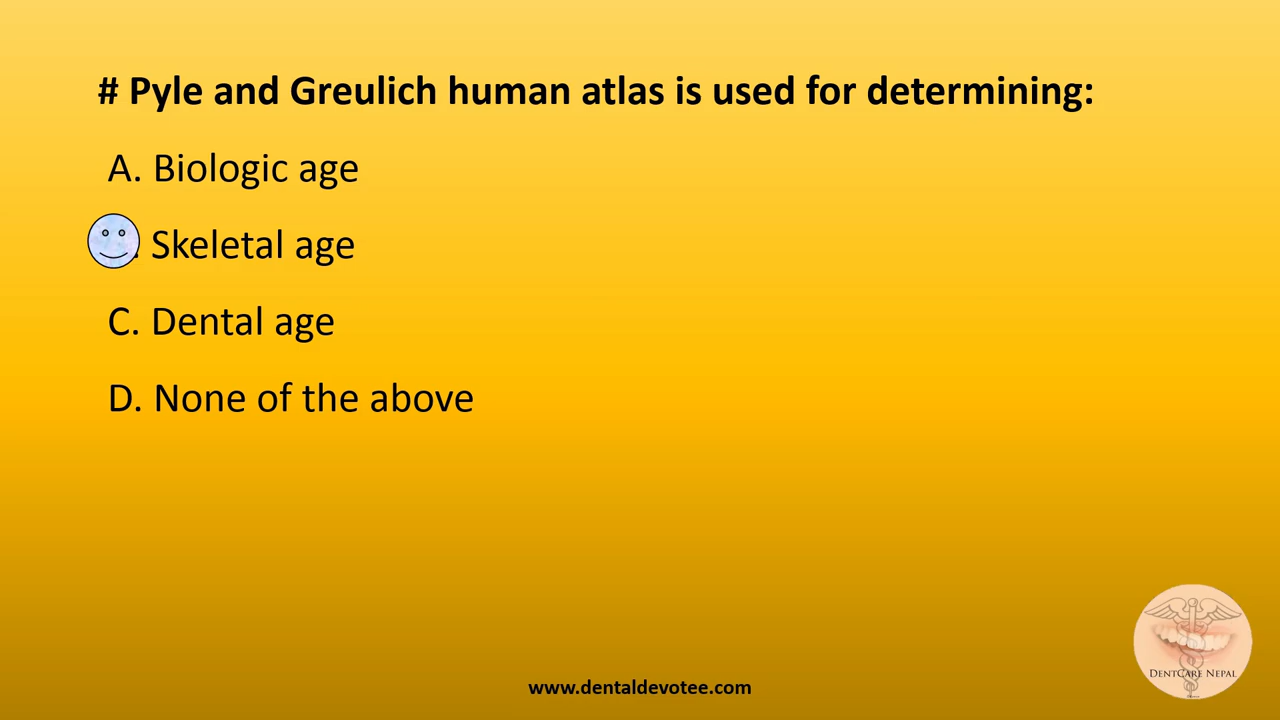 # Pyle and Greulich human atlas is used for determining:
A. Biologic age
. Skeletal age
C. Dental age
D. None of the above
DENTCARE NEPAL
www.dentaldevotee.com